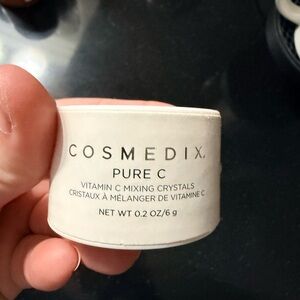 COSMEDIX.
PURE C
VITAMIN C MIXING CRYSTALS
CRISTAUX À MÉLANGER DE VITAMINE C
NET WT 0.2 OZ/6 g